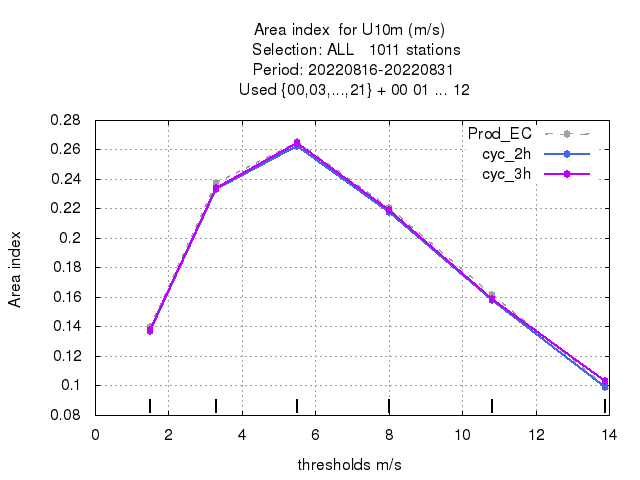 Area index  for U10m (m/s)
Selection: ALL   1011 stations
Period: 20220816-20220831
Used {00,03,...,21} + 00 01 ... 12
Prod_EC
cyc_2h
cyc_3h
Area index
0.28
0.26
0.24
0.22
0.2
0.18
0.16
0.14
0.12
0.1
0.08
0 2 4 6 8 10 12 14
thresholds m/s